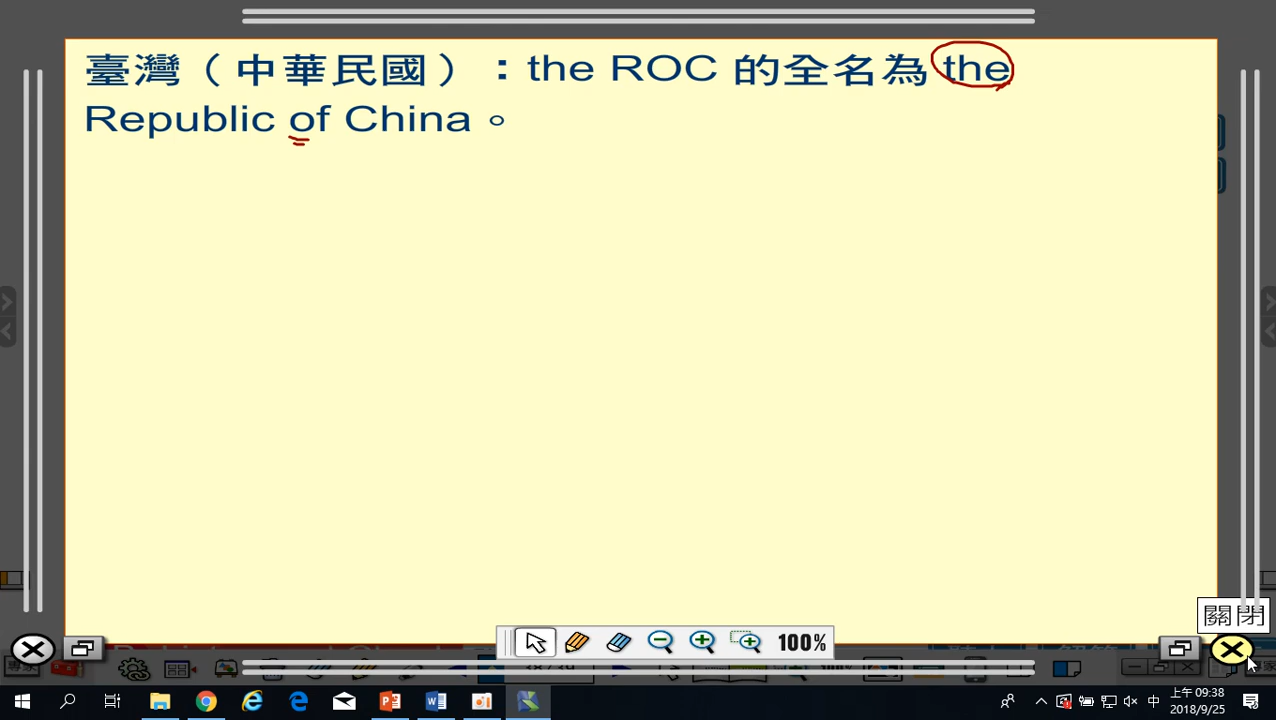 臺灣（中華民國）：the ROC 的全名為 the
Republic of China。
關閉
100%
中
上午 09:38
2018/9/25